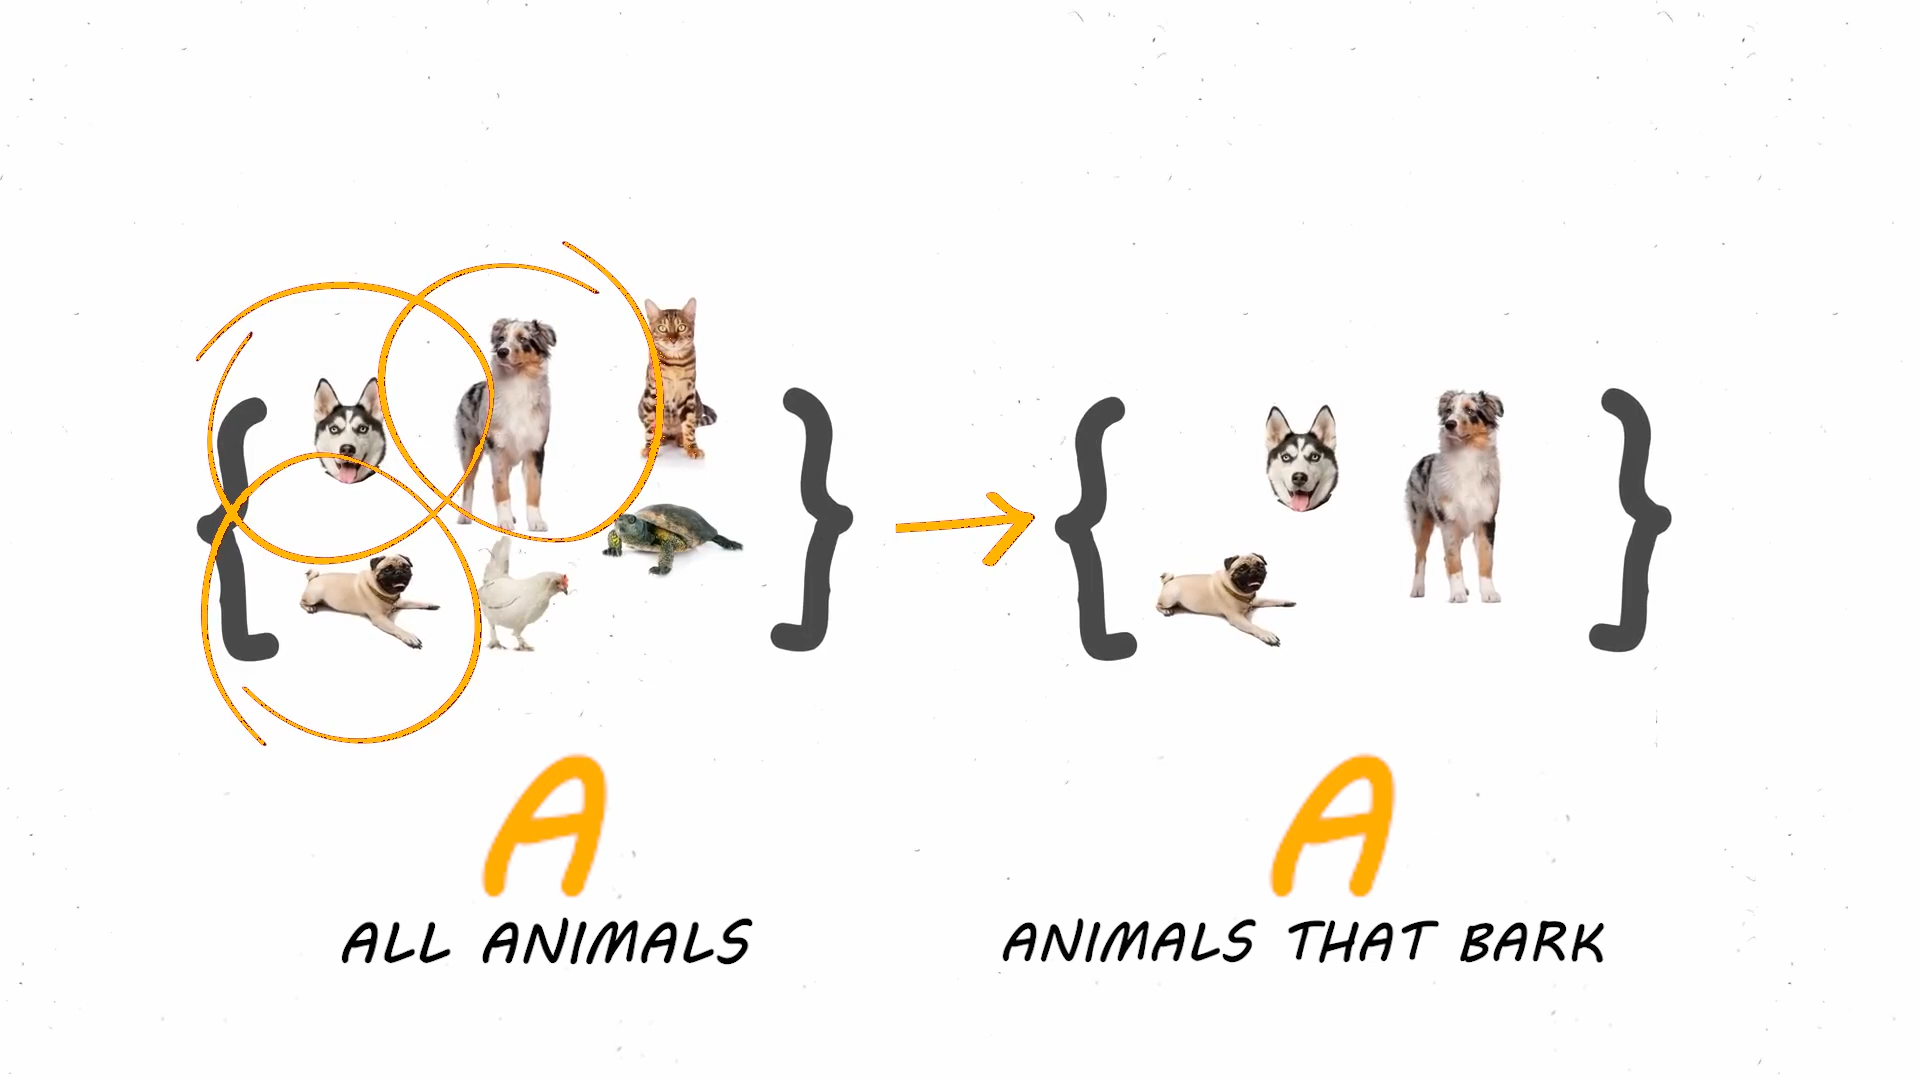 { } { }
A A
ALL ANIMALS ANIMALS THAT BARK